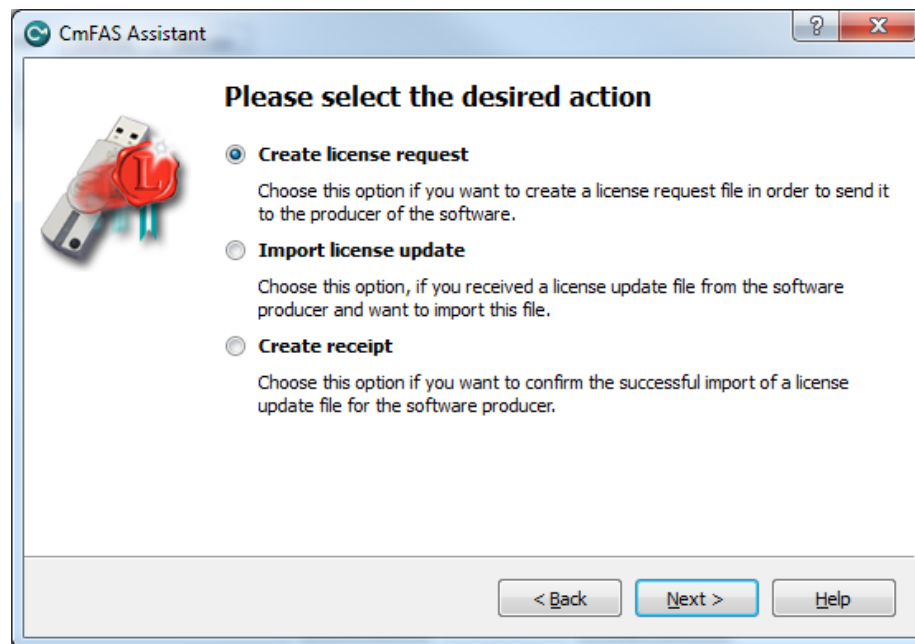 CmFAS Assistant
Please select the desired action
Create license request
Choose this option if you want to create a license request file in order to send it
to the producer of the software.
Import license update
Choose this option, if you received a license update file from the software
producer and want to import this file.
Create receipt
Choose this option if you want to confirm the successful import of a license
update file for the software producer.
< Back Next > Help